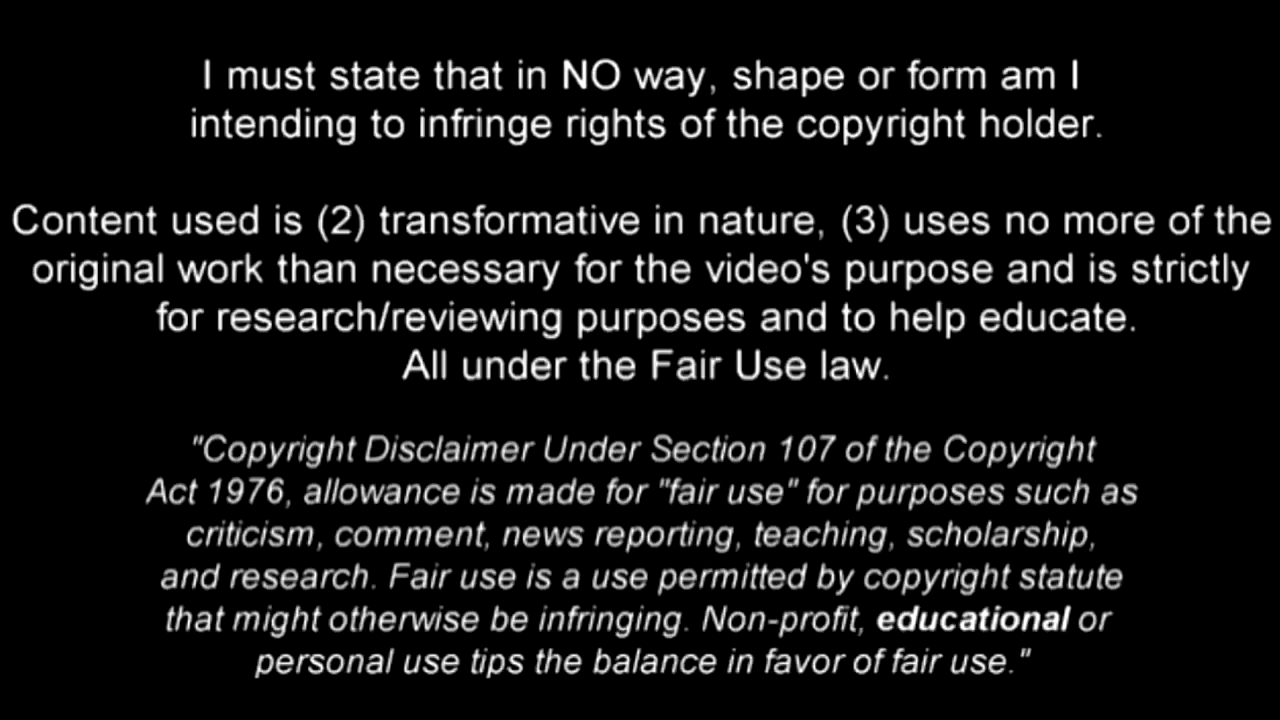 I must state that in NO way, shape or form am I
intending to infringe rights of the copyright holder.
Content used is (2) transformative in nature, (3) uses no more of the
original work than necessary for the video's purpose and is strictly
for research/reviewing purposes and to help educate.
All under the Fair Use law.
"Copyright Disclaimer Under Section 107 of the Copyright
Act 1976, allowance is made for "fair use" for purposes such as
criticism, comment, news reporting, teaching, scholarship,
and research. Fair use is a use permitted by copyright statute
that might otherwise be infringing. Non-profit, educational or
personal use tips the balance in favor of fair use."